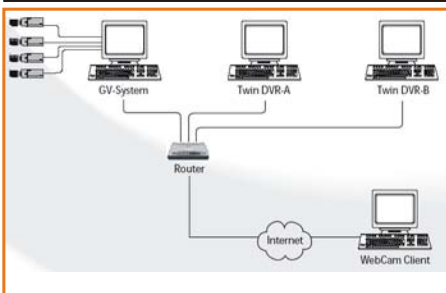 GV-System Twin DVR-A Twin DVR-B
Router
Internet
WebCam Client